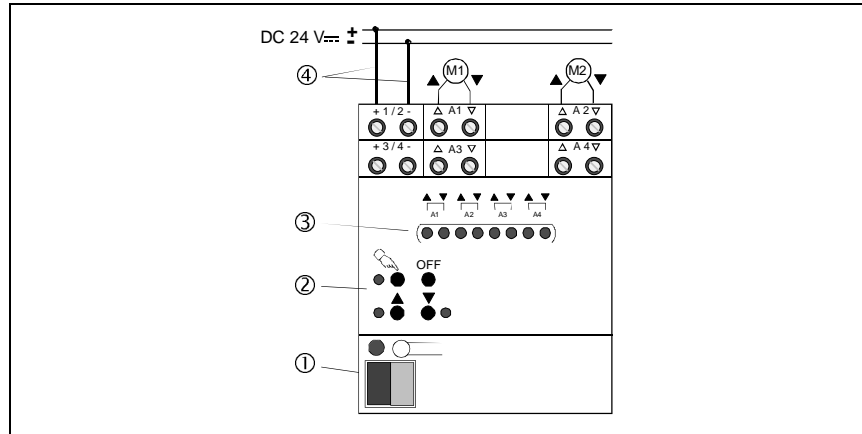 DC 24 V⎓ ±
④
M1 M2
▲ ▼ ▲ ▼
+ 1 / 2 - △ A1 ▽ △ A 2 ▽
+ 3 / 4 - △ A3 ▽ △ A 4 ▽
▲ ▼ ▲ ▼ ▲ ▼ ▲ ▼
A1 A2 A3 A4
③
OFF
②
▲ ▼
①